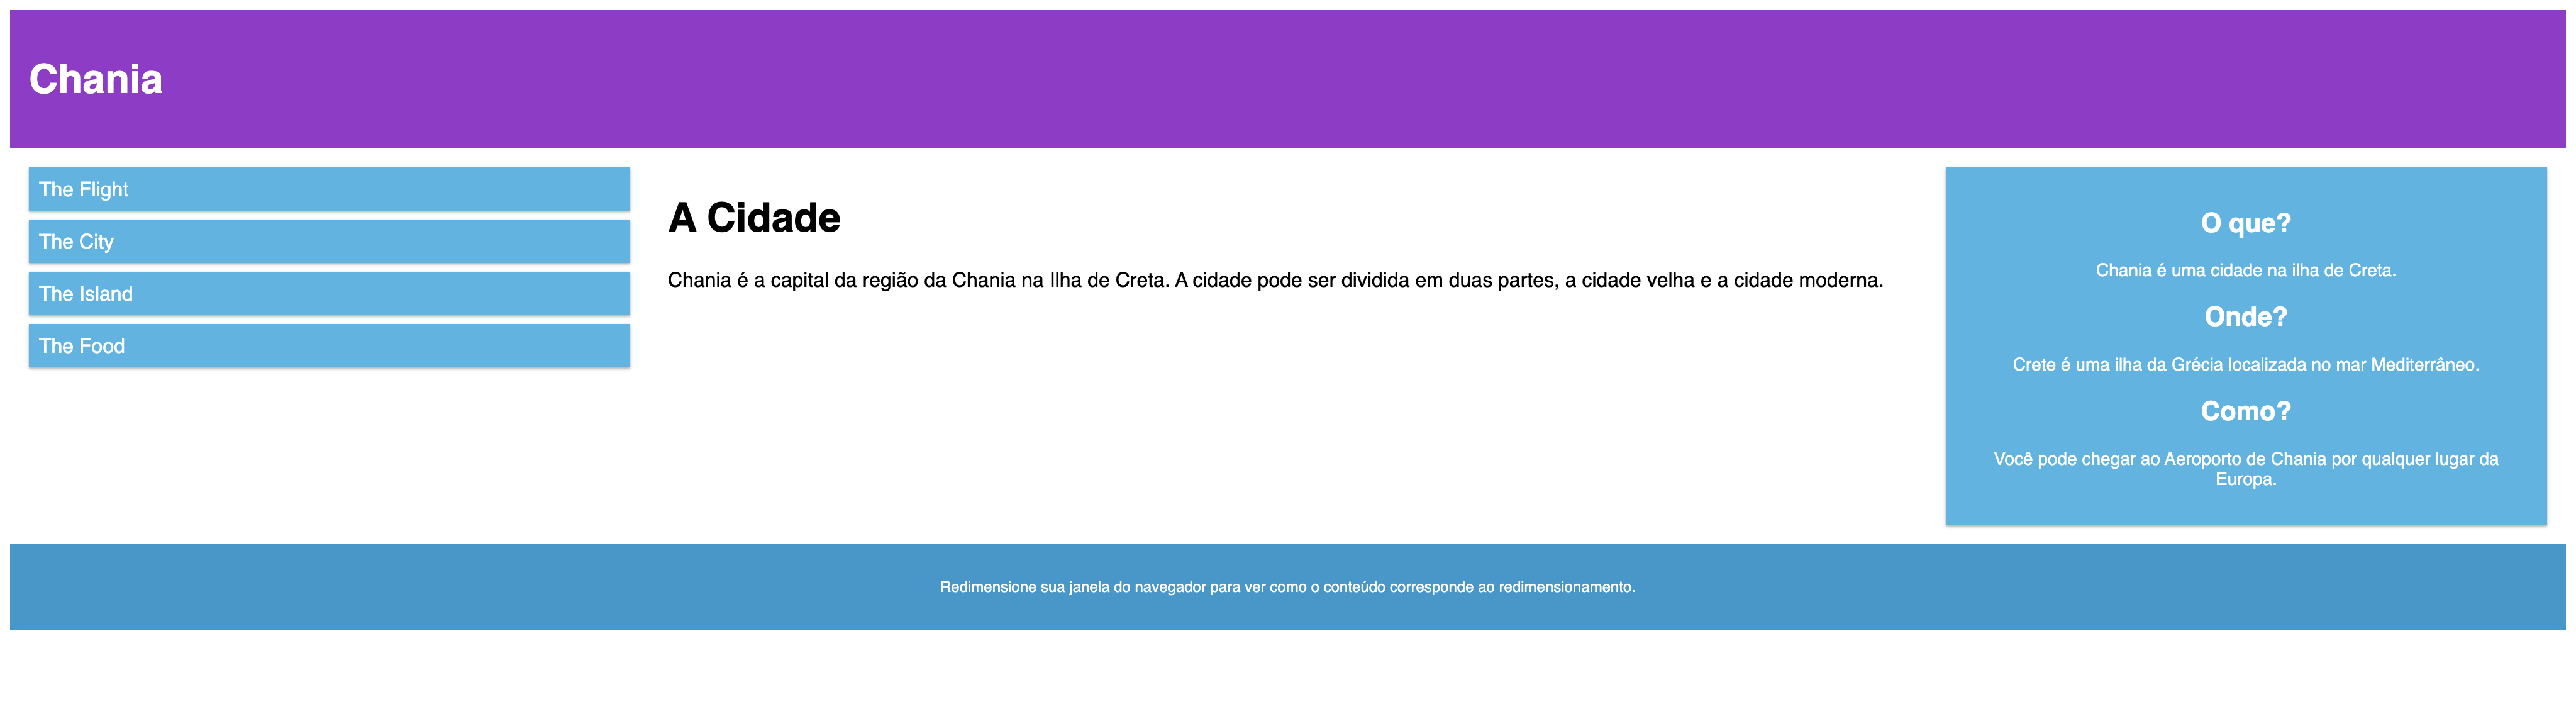 Chania
The Flight
The City
The Island
The Food
A Cidade
Chania é a capital da região da Chania na Ilha de Creta. A cidade pode ser dividida em duas partes, a cidade velha e a cidade moderna.
O que?
Chania é uma cidade na ilha de Creta.
Onde?
Crete é uma ilha da Grécia localizada no mar Mediterrâneo.
Como?
Você pode chegar ao Aeroporto de Chania por qualquer lugar da
Europa.
Redimensione sua janela do navegador para ver como o conteúdo corresponde ao redimensionamento.